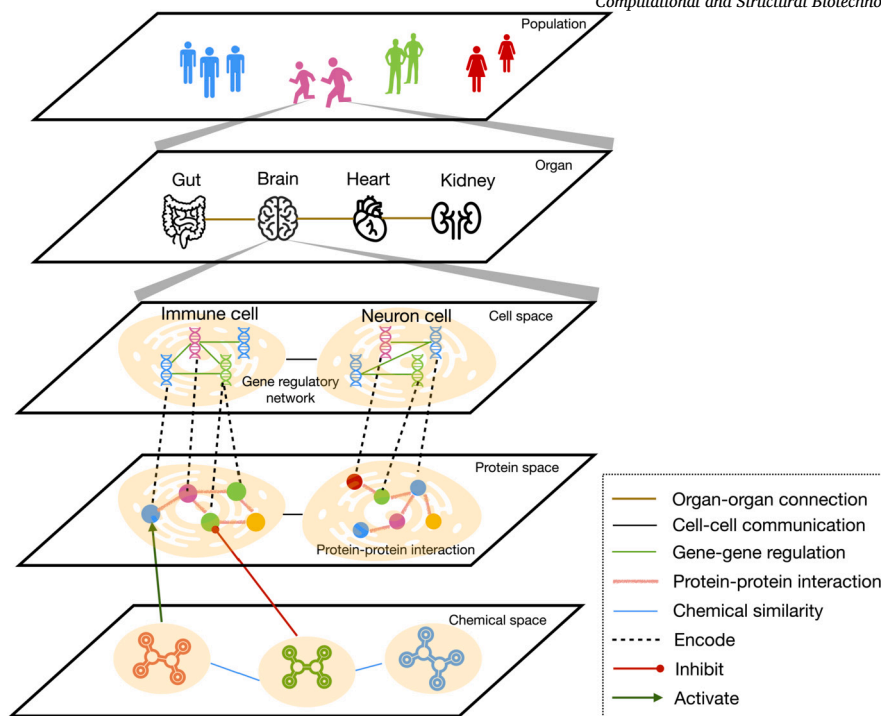 Computational and Structural Biotechno
Population
Organ
Gut
Brain
Heart
Kidney
Immune cell
Neuron cell
Cell space
Gene regulatory
network
Protein space
Protein-protein interaction
Chemical space
Organ-organ connection
Cell-cell communication
Gene-gene regulation
Protein-protein interaction
Chemical similarity
Encode
Inhibit
Activate